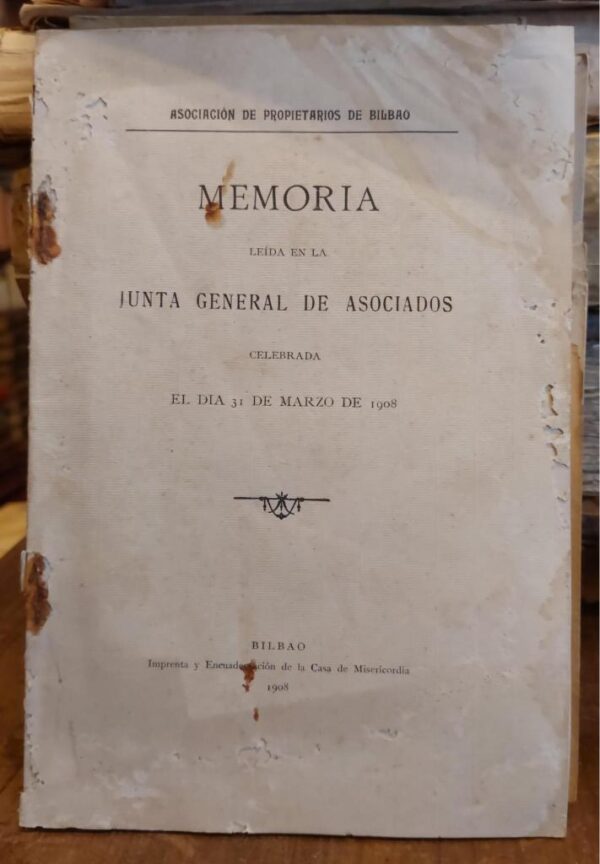 ASOCIACIÓN DE PROPIETARIOS DE BILBAO
MEMORIA
LEÍDA EN LA
JUNTA GENERAL DE ASOCIADOS
CELEBRADA
EL DIA 31 DE MARZO DE 1908
BILBAO
Imprenta y Encuadernación de la Casa de Misericordia
1908